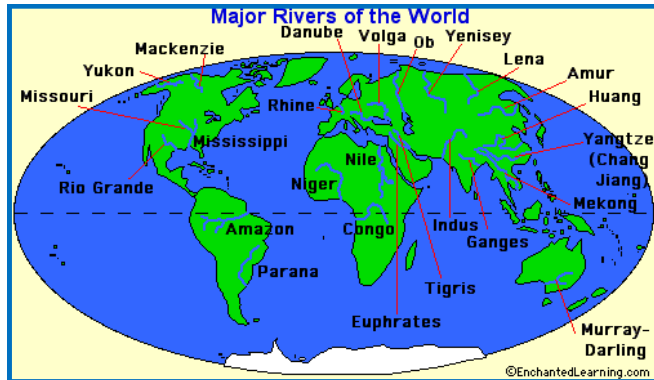 Major Rivers of the World
Danube
Volga
Ob
Yenisey
Mackenzie
Lena
Yukon
Amur
Missouri
Rhine
Huang
Mississippi
Yangtze
(Chang
Jiang)
Nile
Niger
Rio Grande
Mekong
Amazon
Congo
Indus
Ganges
Parana
Tigris
Euphrates
Murray-
Darling
©EnchantedLearning.com